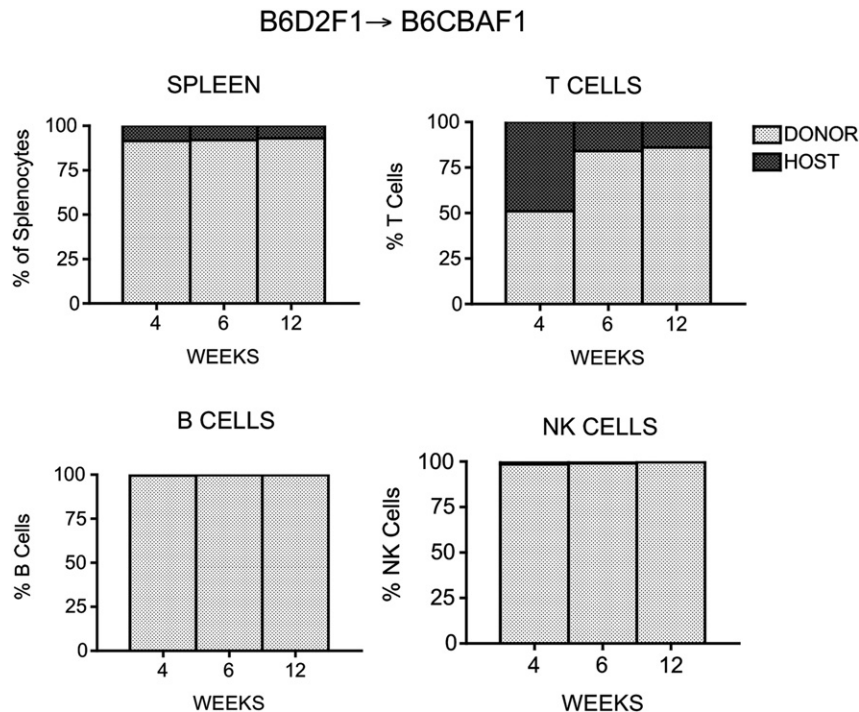 B6D2F1→ B6CBAF1
SPLEEN
% of Splenocytes
100
75
50
25
0
4 6 12
WEEKS
T CELLS
% T Cells
100
75
50
25
0
4 6 12
WEEKS
DONOR
HOST
B CELLS
% B Cells
100
75
50
25
0
4 6 12
WEEKS
NK CELLS
% NK Cells
100
75
50
25
0
4 6 12
WEEKS